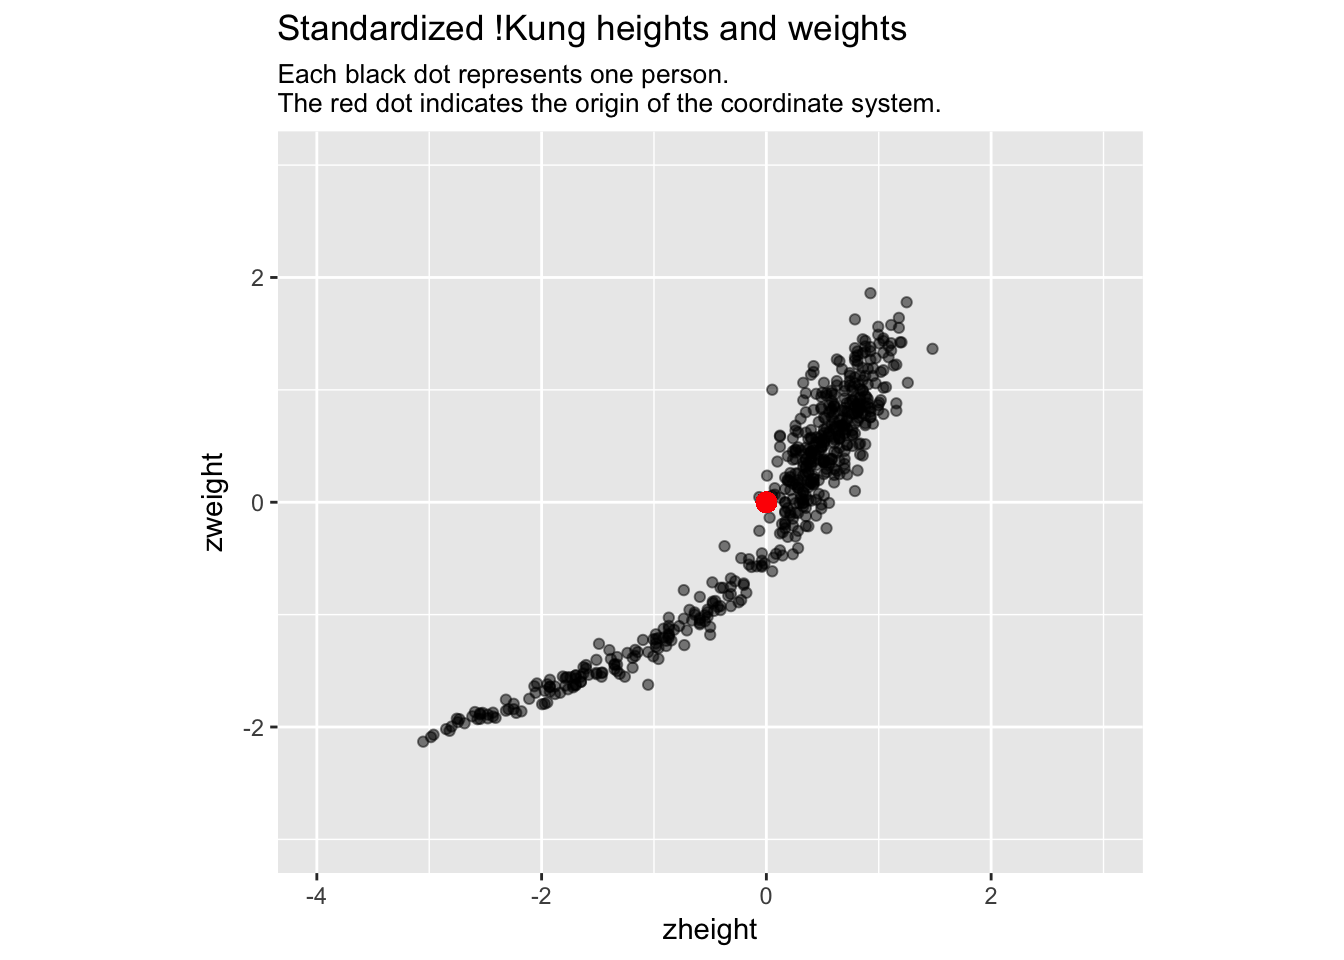 Standardized !Kung heights and weights
Each black dot represents one person.
The red dot indicates the origin of the coordinate system.
2
0
-2
zweight
-4
-2
0
2
zheight